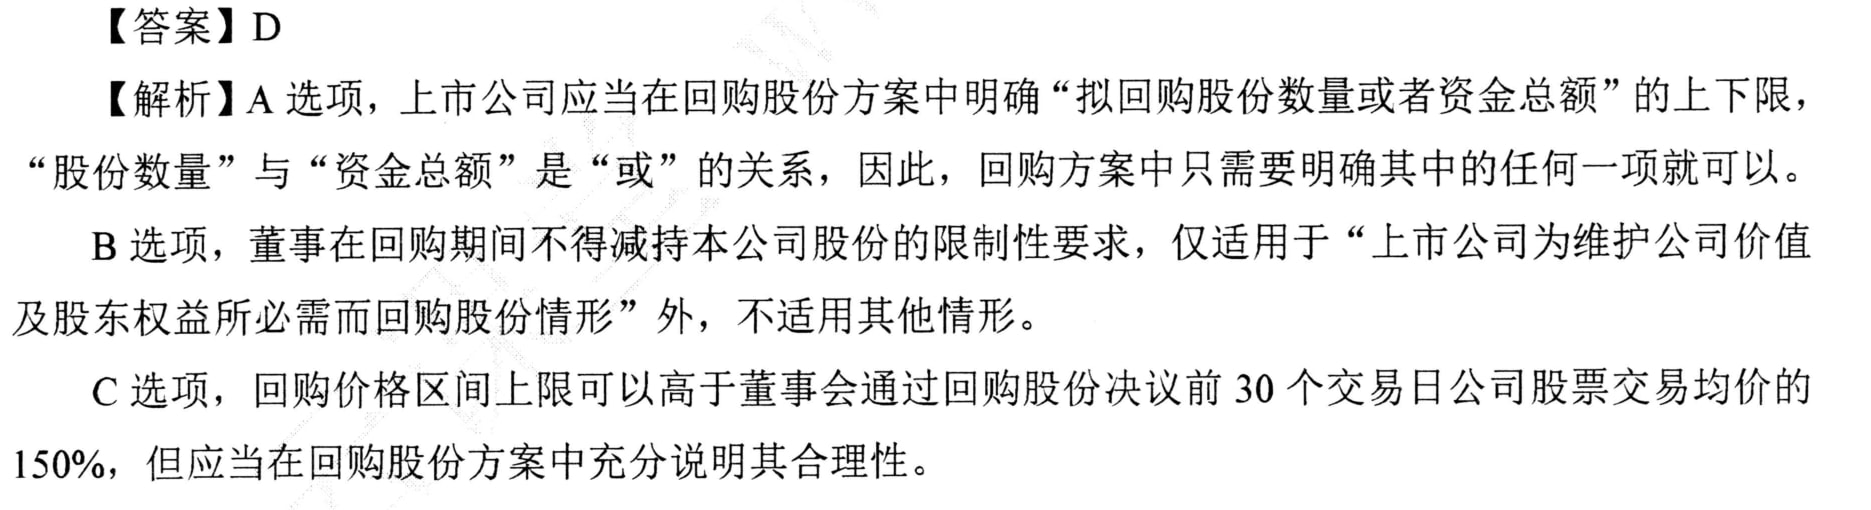 【答案】D
【解析】A 选项，上市公司应当在回购股份方案中明确“拟回购股份数量或者资金总额”的上下限，
“股份数量”与“资金总额”是“或”的关系，因此，回购方案中只需要明确其中的任何一项就可以。
B 选项，董事在回购期间不得减持本公司股份的限制性要求，仅适用于“上市公司为维护公司价值
及股东权益所必需而回购股份情形”外，不适用其他情形。
C 选项，回购价格区间上限可以高于董事会通过回购股份决议前 30 个交易日公司股票交易均价的
150%，但应当在回购股份方案中充分说明其合理性。